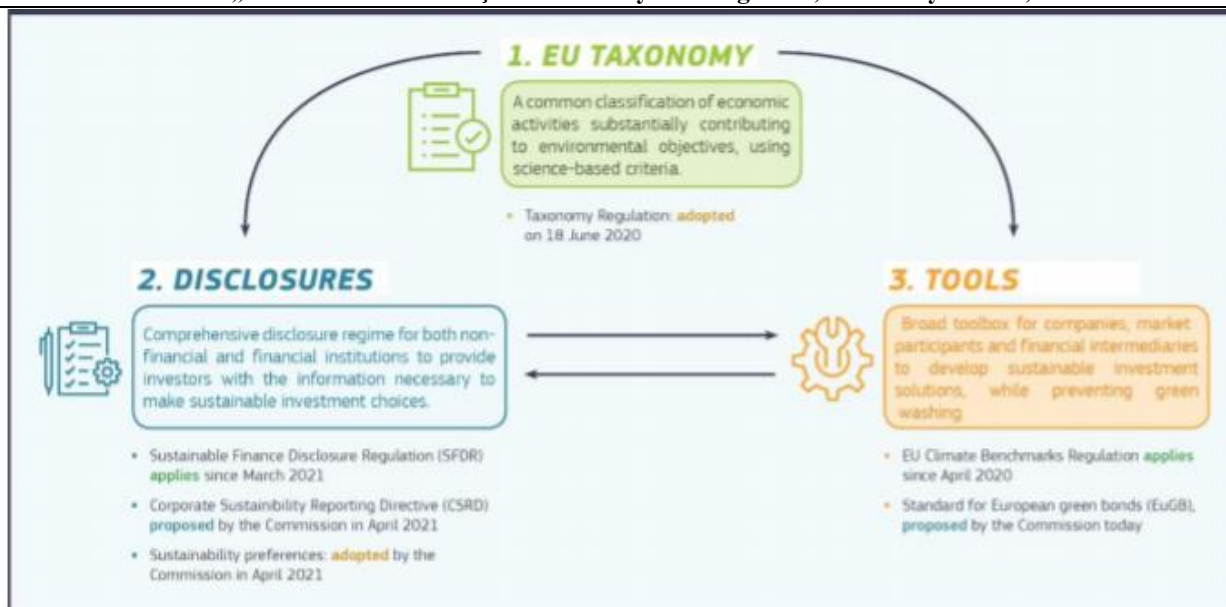 1. EU TAXONOMY
A common classification of economic
activities substantially contributing
to environmental objectives, using
science-based criteria.
• Taxonomy Regulation: adopted
on 18 June 2020
2. DISCLOSURES
Comprehensive disclosure regime for both non-
financial and financial institutions to provide
investors with the information necessary to
make sustainable investment choices.
• Sustainable Finance Disclosure Regulation (SFDR)
applies since March 2021
• Corporate Sustainibility Reporting Directive (CSRD)
proposed by the Commission in April 2021
• Sustainability preferences: adopted by the
Commission in April 2021
3. TOOLS
Broad toolbox for companies, market
participants and financial intermediaries
to develop sustainable investment
solutions, while preventing green
washing
• EU Climate Benchmarks Regulation applies
since April 2020
• Standard for European green bonds (EuGB),
proposed by the Commission today